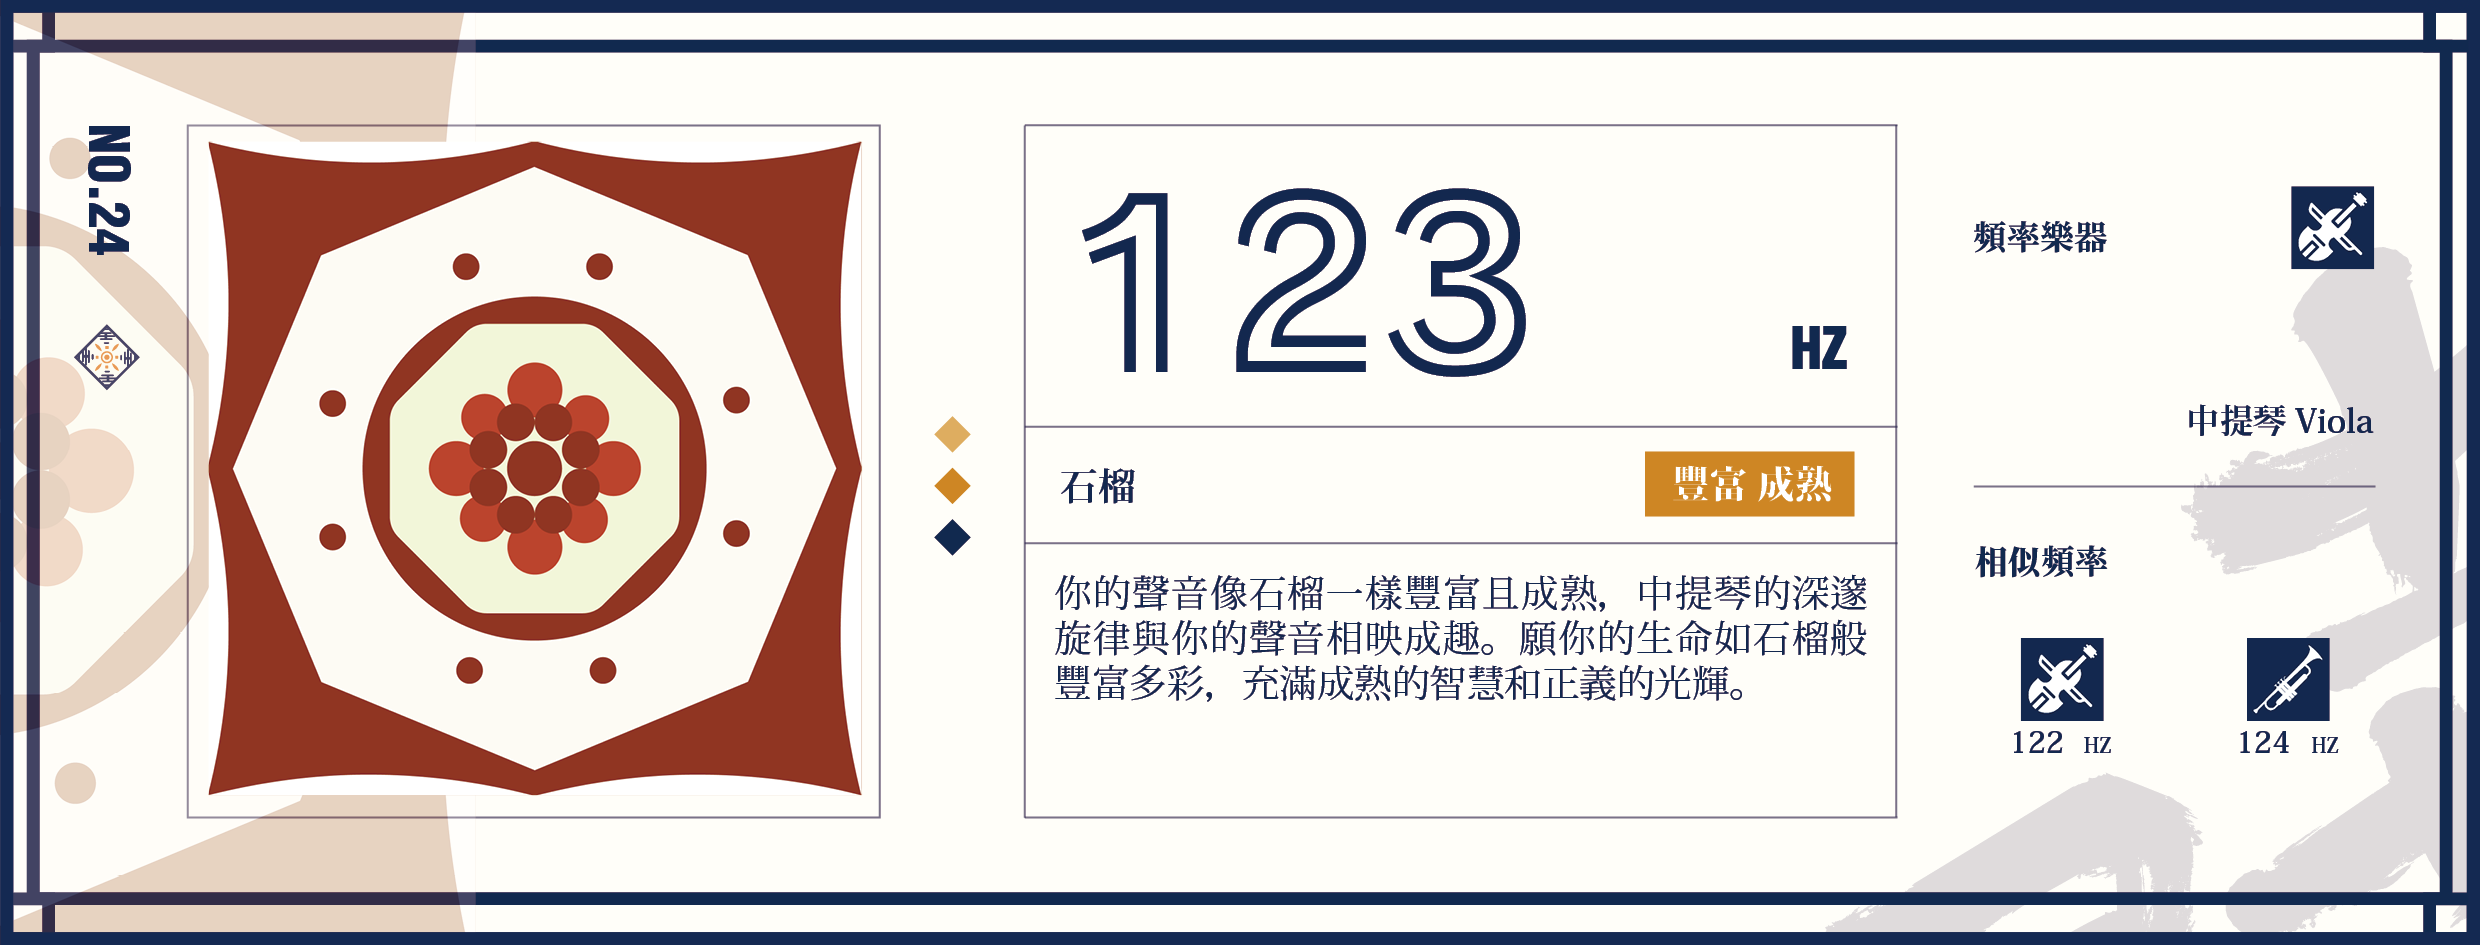 NO.24
123
HZ
石榴
豐富 成熟
你的聲音像石榴一樣豐富且成熟，中提琴的深邃
旋律與你的聲音相映成趣。願你的生命如石榴般
豐富多彩，充滿成熟的智慧和正義的光輝。
頻率樂器
中提琴 Viola
相似頻率
122 HZ
124 HZ